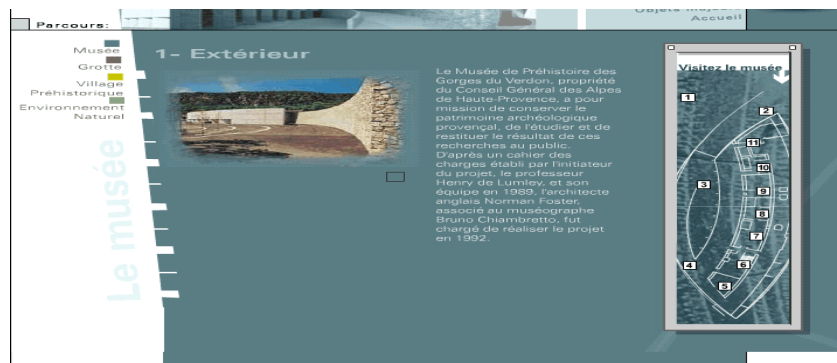 Objets majeurs
Accueil
Parcours:
Musée
Grotte
Village
Préhistorique
Environnement
Naturel
Le musée
1- Extérieur
Le Musée de Préhistoire des
Gorges du Verdon, propriété
du Conseil Général des Alpes
de Haute-Provence, a pour
mission de conserver le
patrimoine archéologique
provençal, de l'étudier et de
restituer le résultat de ces
recherches au public.
D'après un cahier des
charges établi par l'initiateur
du projet, le professeur
Henry de Lumley, et son
équipe en 1989, l'architecte
anglais Norman Foster,
associé au muséographe
Bruno Chiambretto, fut
chargé de réaliser le projet
en 1992.
Visitez le musée
1
2
11
10
3
9
8
7
4
6
5